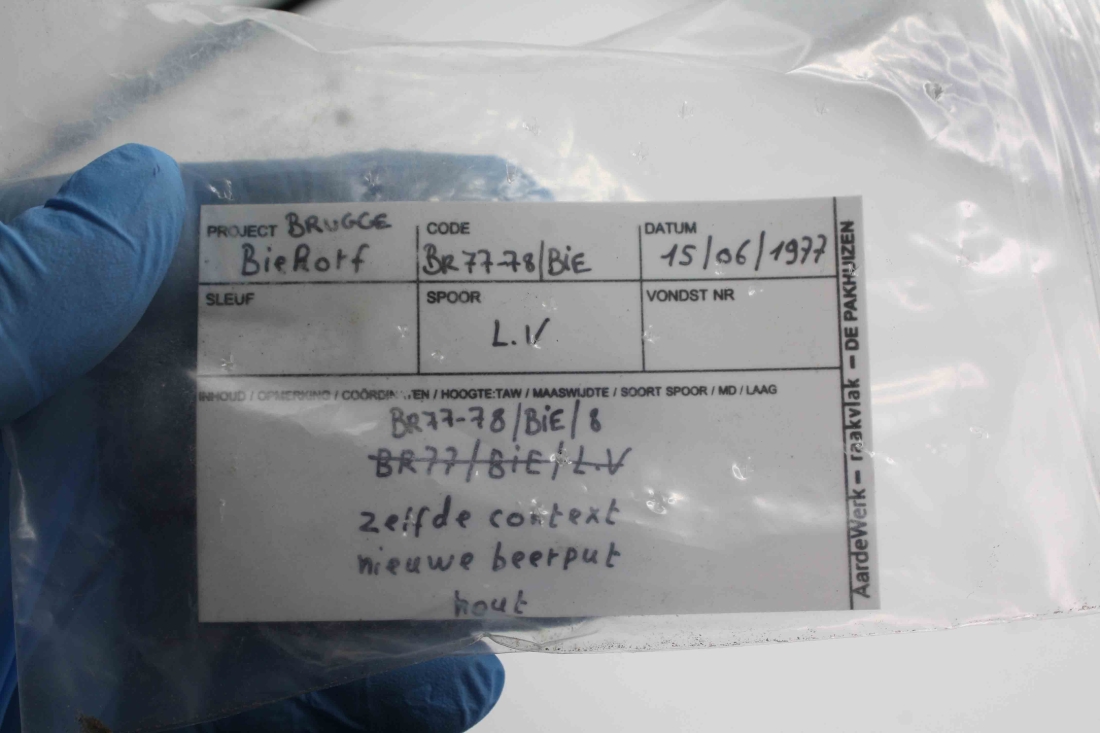 PROJECT BRUGGE
BieRorf
CODE
BR77-78/BiE
DATUM
15/06/1977
SLEUF
SPOOR
L.V
VONDST NR
INHOUD / OPMERKING / COÖRDINATEN / HOOGTE:TAW / MAASWIJDTE / SOORT SPOOR / MD / LAAG
BR77-78/BiE/8
BR77/BiE/L.V
zelfde context
nieuwe beerput
hout
AardeWerk – raakvlak – DE PAKHUIZEN